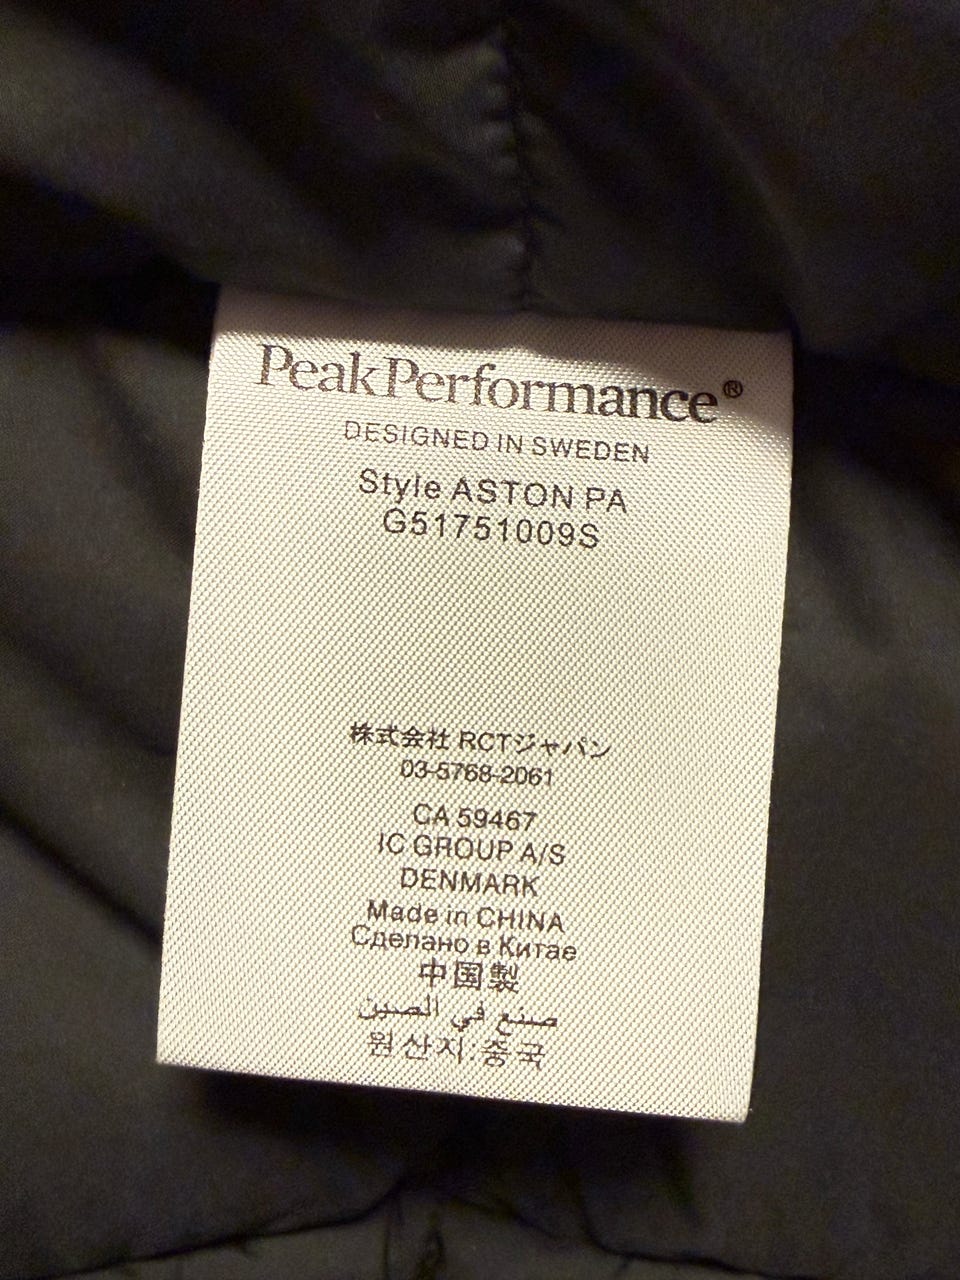 PeakPerformance®
DESIGNED IN SWEDEN
Style ASTON PA
G51751009S
株式会社 RCTジャパン
03-5768-2061
CA 59467
IC GROUP A/S
DENMARK
Made in CHINA
Сделано в Китае
中国製
صنع في الصين
원산지:중국